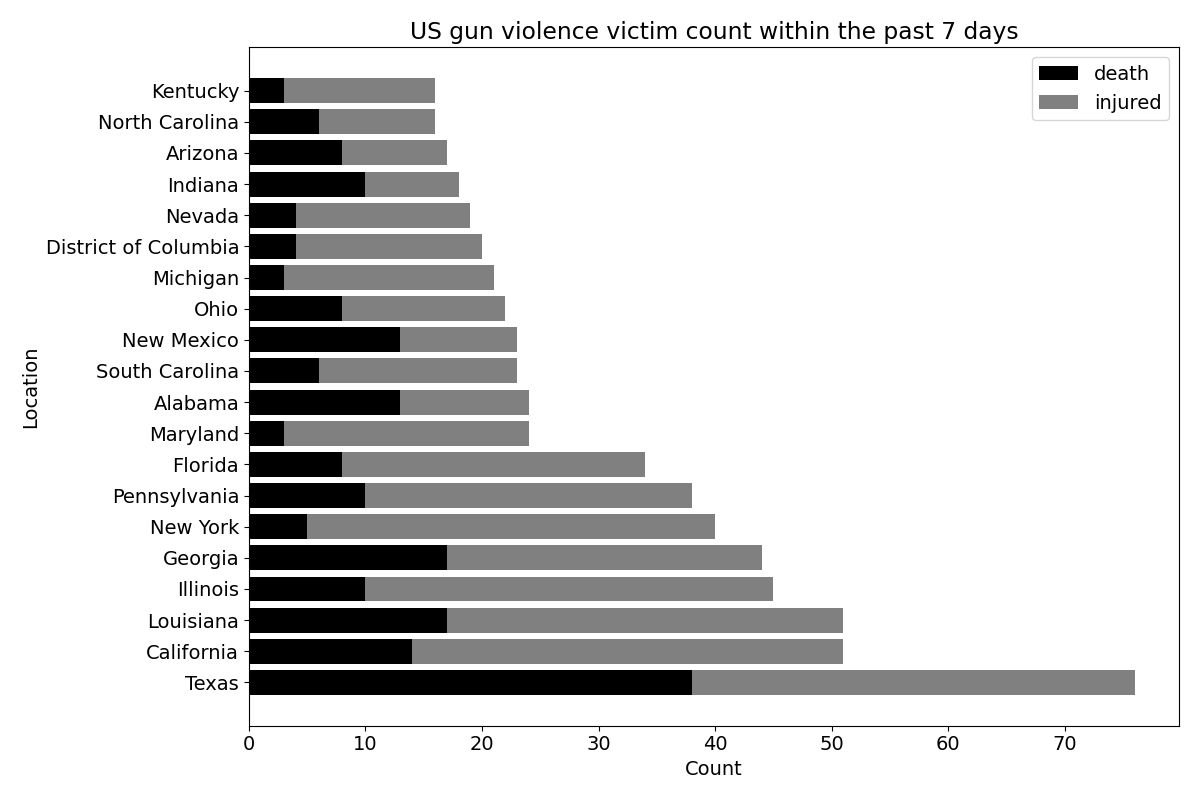 US gun violence victim count within the past 7 days
death
injured
Kentucky
North Carolina
Arizona
Indiana
Nevada
District of Columbia
Michigan
Ohio
New Mexico
South Carolina
Alabama
Maryland
Florida
Pennsylvania
New York
Georgia
Illinois
Louisiana
California
Texas
Location
0 10 20 30 40 50 60 70
Count